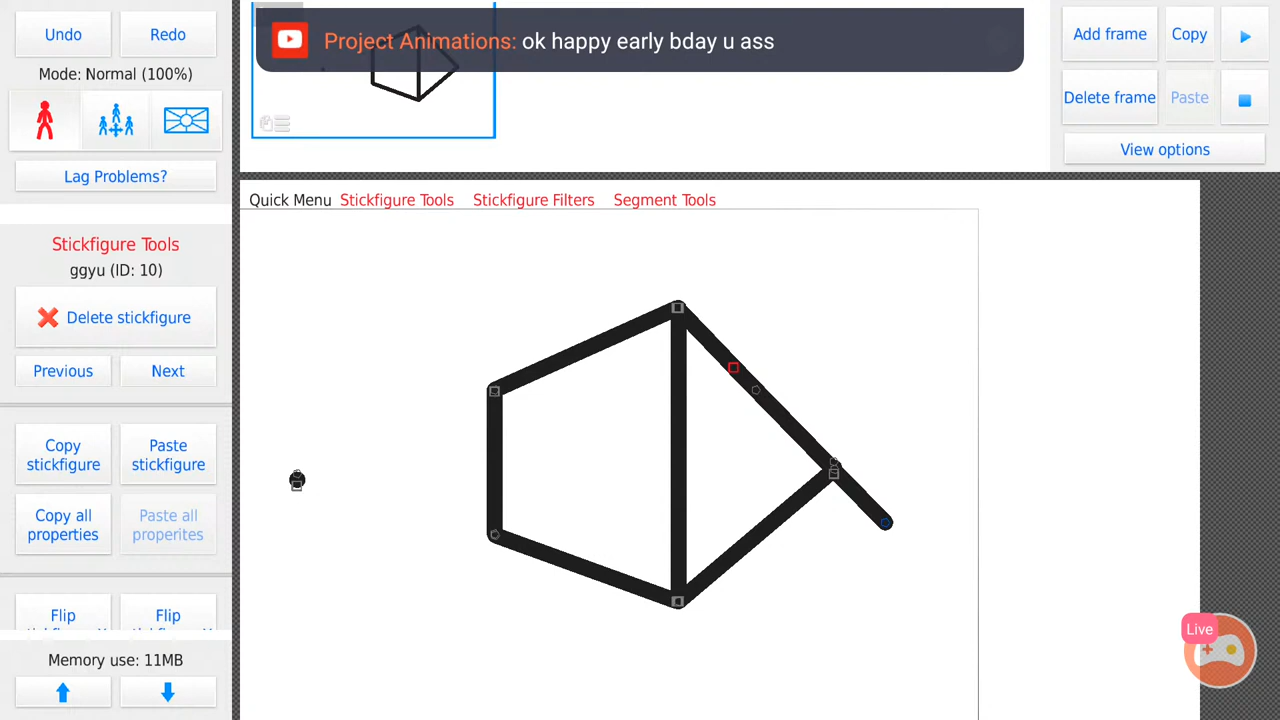 Undo
Redo
Mode: Normal (100%)
Lag Problems?
Project Animations: ok happy early bday u ass
Add frame
Copy
Delete frame
Paste
View options
Quick Menu Stickfigure Tools Stickfigure Filters Segment Tools
Stickfigure Tools
ggyu (ID: 10)
Delete stickfigure
Previous
Next
Copy
stickfigure
Paste
stickfigure
Copy all
properties
Paste all
properites
Flip
Flip
Memory use: 11MB
Live